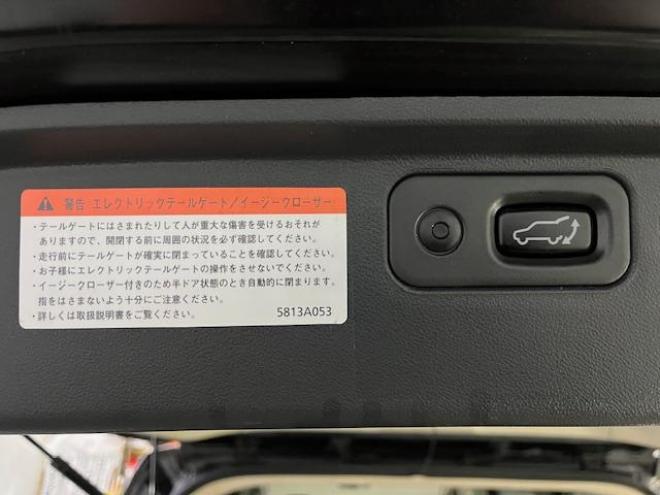 警告 エレクトリックテールゲート/イージークローザー
・テールゲートにはさまれたりして人が重大な傷害を受けるおそれが
ありますので、開閉する前に周囲の状況を必ず確認してください。
・走行前にテールゲートが確実に閉まっていることを確認してください。
・お子様にエレクトリックテールゲートの操作をさせないでください。
・イージークローザー付きのため半ドア状態のとき自動的に閉まります。
指をはさまないよう十分にご注意ください。
・詳しくは取扱説明書をご覧ください。 5813A053